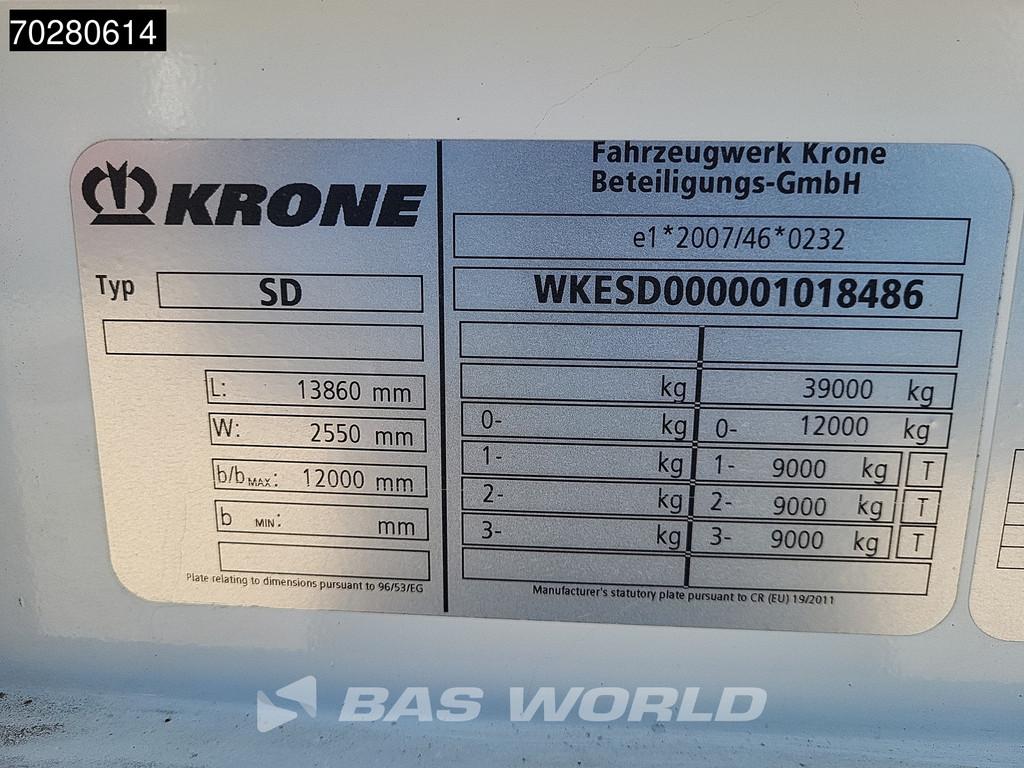 70280614
KRONE
Fahrzeugwerk Krone
Beteiligungs-GmbH
e1*2007/46*0232
Typ SD
WKESD000001018486
L: 13860 mm
W: 2550 mm
b/b MAX: 12000 mm
b MIN: mm
Plate relating to dimensions pursuant to 96/53/EG
kg 39000 kg
0- kg 0- 12000 kg
1- kg 1- 9000 kg T
2- kg 2- 9000 kg T
3- kg 3- 9000 kg T
Manufacturer's statutory plate pursuant to CR (EU) 19/2011
BAS WORLD